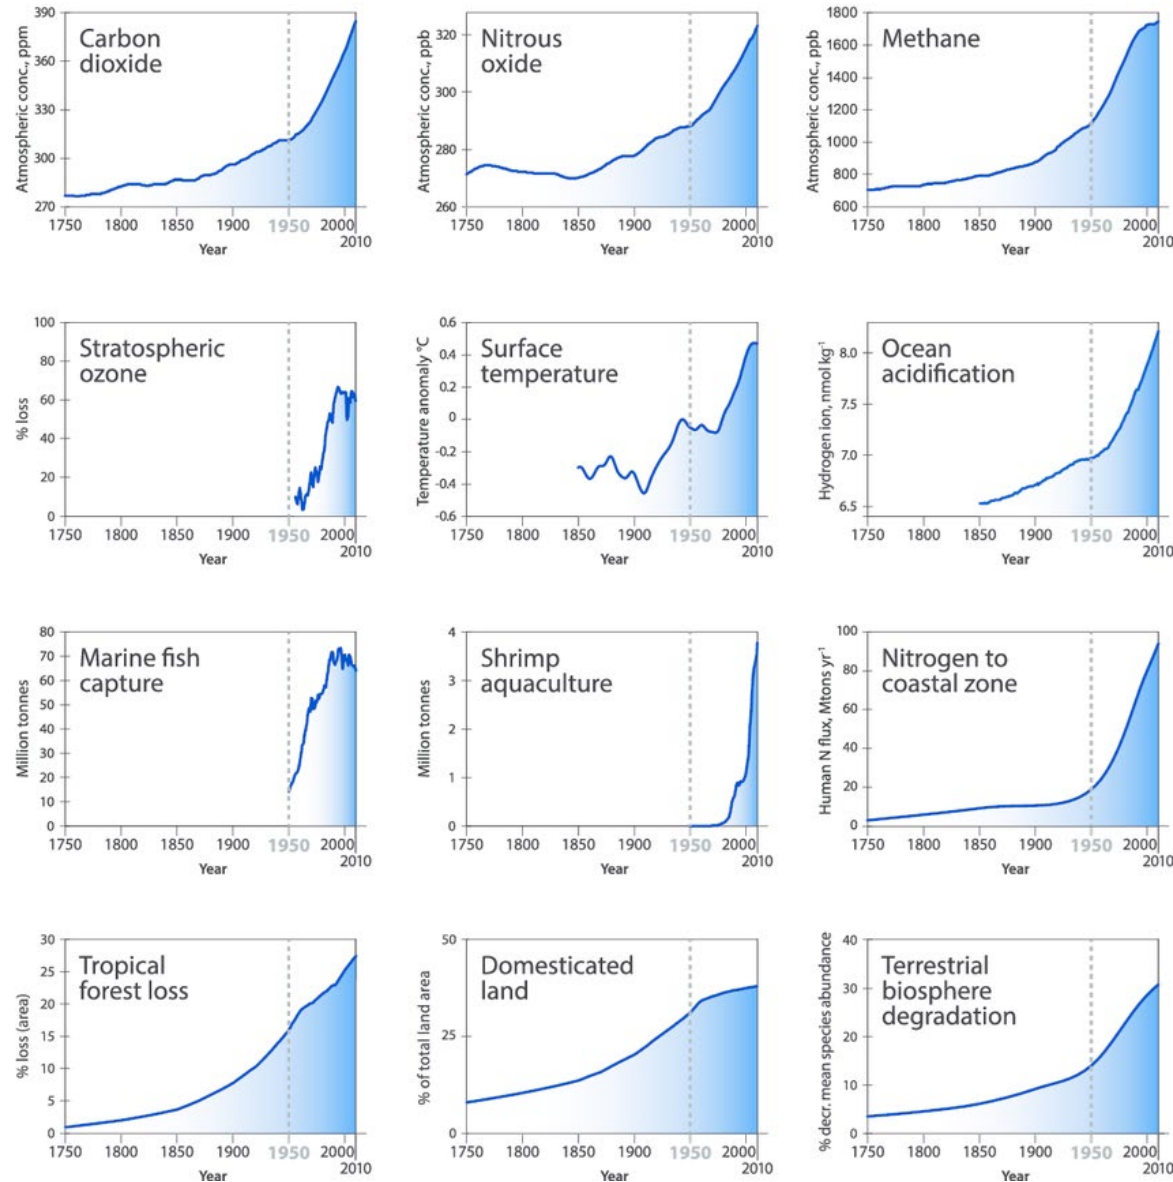 Carbon
dioxide
Atmospheric conc., ppm
390
360
330
300
270
1750 1800 1850 1900 1950 2000
2010
Year
Nitrous
oxide
Atmospheric conc., ppb
320
300
280
260
1750 1800 1850 1900 1950 2000
2010
Year
Methane
Atmospheric conc., ppb
1800
1600
1400
1200
1000
800
600
1750 1800 1850 1900 1950 2000
2010
Year
Stratospheric
ozone
% loss
100
80
60
40
20
0
1750 1800 1850 1900 1950 2000
2010
Year
Surface
temperature
Temperature anomaly °C
0.6
0.4
0.2
0
-0.2
-0.4
-0.6
1750 1800 1850 1900 1950 2000
2010
Year
Ocean
acidification
Hydrogen ion, nmol kg⁻¹
8.0
7.5
7.0
6.5
1750 1800 1850 1900 1950 2000
2010
Year
Marine fish
capture
Million tonnes
80
70
60
50
40
30
20
10
0
1750 1800 1850 1900 1950 2000
2010
Year
Shrimp
aquaculture
Million tonnes
4
3
2
1
0
1750 1800 1850 1900 1950 2000
2010
Year
Nitrogen to
coastal zone
Human N flux, Mtons yr⁻¹
100
80
60
40
20
0
1750 1800 1850 1900 1950 2000
2010
Year
Tropical
forest loss
% loss (area)
30
25
20
15
10
5
0
1750 1800 1850 1900 1950 2000
2010
Year
Domesticated
land
% of total land area
50
25
0
1750 1800 1850 1900 1950 2000
2010
Year
Terrestrial
biosphere
degradation
% decr. mean species abundance
40
30
20
10
0
1750 1800 1850 1900 1950 2000
2010
Year